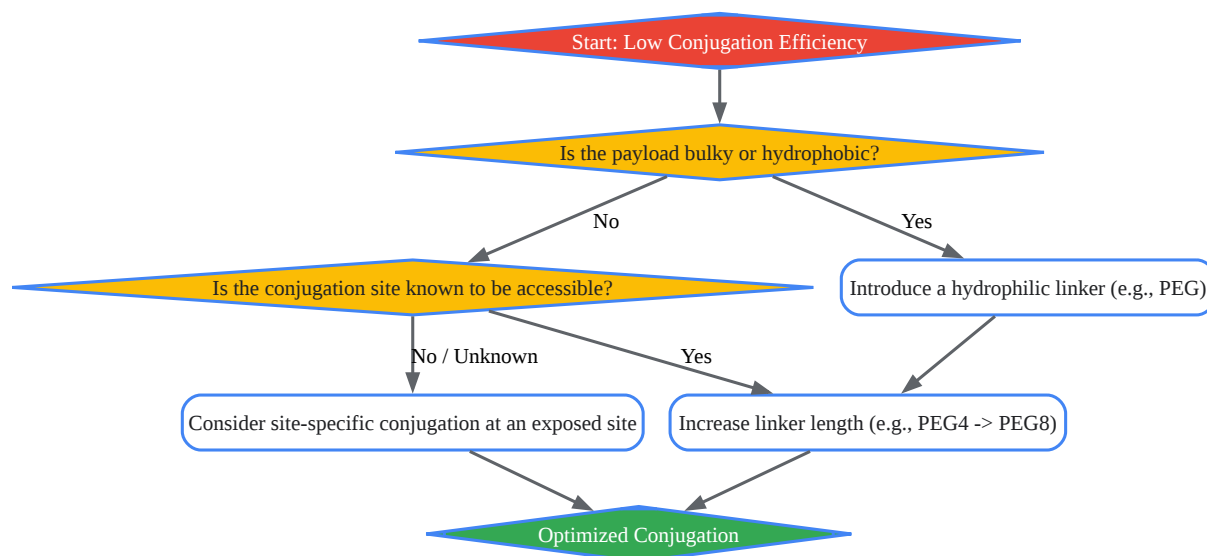 Start: Low Conjugation Efficiency
Is the payload bulky or hydrophobic?
No
Yes
Is the conjugation site known to be accessible?
Introduce a hydrophilic linker (e.g., PEG)
No / Unknown
Yes
Consider site-specific conjugation at an exposed site
Increase linker length (e.g., PEG4 -> PEG8)
Optimized Conjugation